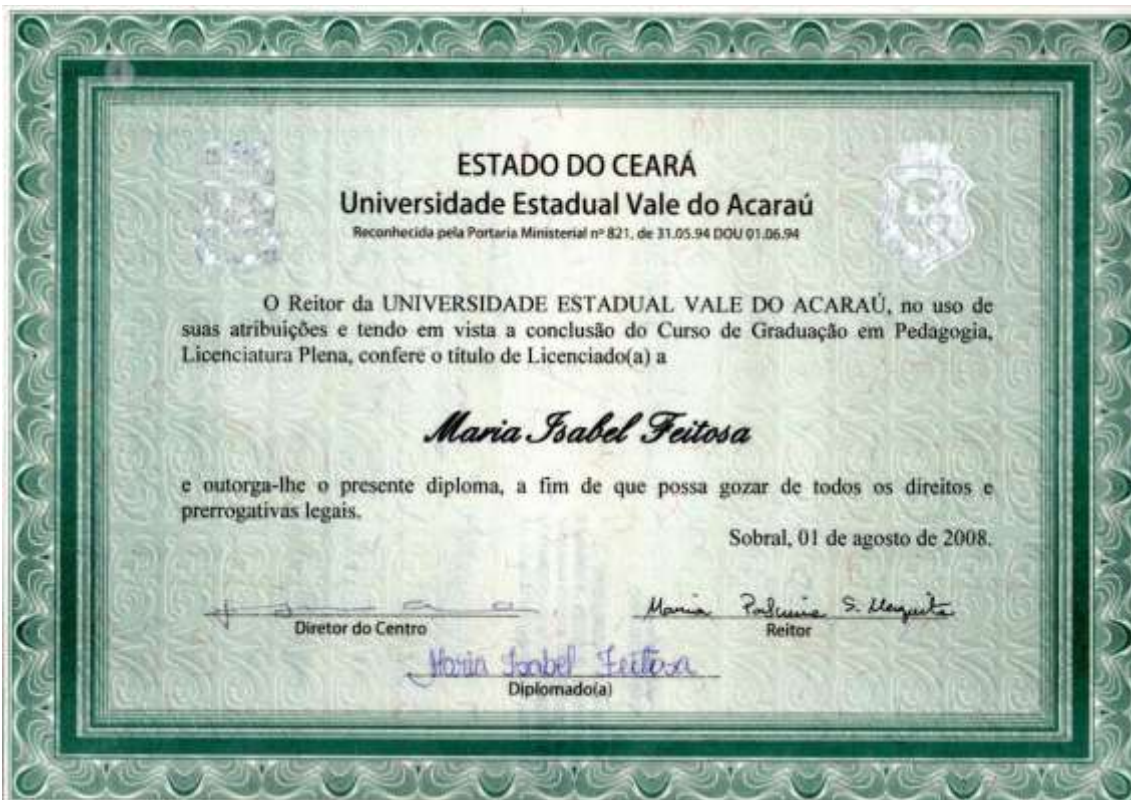 ESTADO DO CEARÁ
Universidade Estadual Vale do Acaraú
Reconhecida pela Portaria Ministerial nº 821, de 31.05.94 DOU 01.06.94
O Reitor da UNIVERSIDADE ESTADUAL VALE DO ACARAÚ, no uso de
suas atribuições e tendo em vista a conclusão do Curso de Graduação em Pedagogia,
Licenciatura Plena, confere o título de Licenciado(a) a
Maria Isabel Feitosa
e outorga-lhe o presente diploma, a fim de que possa gozar de todos os direitos e
prerrogativas legais.
Sobral, 01 de agosto de 2008.
Maria S.
Diretor do Centro
Reitor
Maria Isabel Feitosa
Diplomado(a)